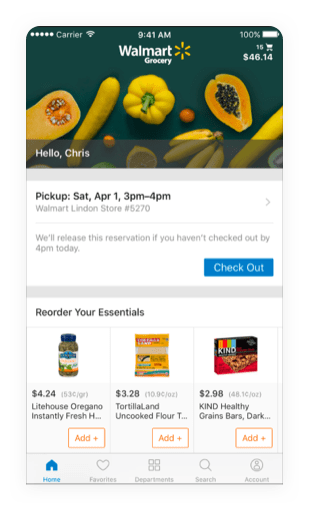 Carrier 9:41 AM 100%
Walmart
Grocery
15
$46.14
Hello, Chris
Pickup: Sat, Apr 1, 3pm–4pm
Walmart Lindon Store #5270
We'll release this reservation if you haven't checked out by
4pm today.
Check Out
Reorder Your Essentials
KIND
$4.24 (53¢/gr)
Litehouse Oregano
Instantly Fresh H...
Add +
$3.28 (10.9¢/oz)
TortillaLand
Uncooked Flour T...
Add +
$2.98 (48.1¢/oz)
KIND Healthy
Grains Bars, Dark...
Add +
Home
Favorites
Departments
Search
Account